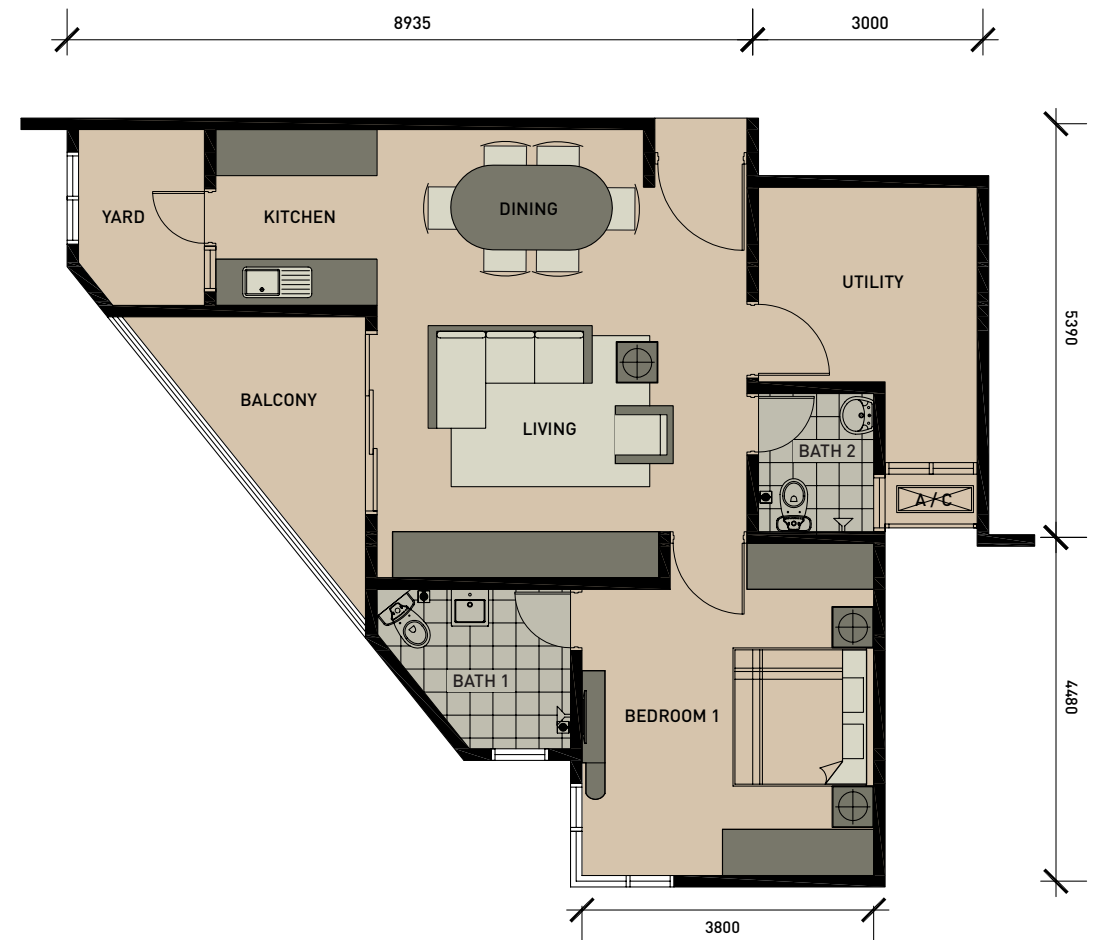 8935
3000
YARD
KITCHEN
DINING
UTILITY
5390
BALCONY
LIVING
BATH 2
A/C
BATH 1
4480
BEDROOM 1
3800